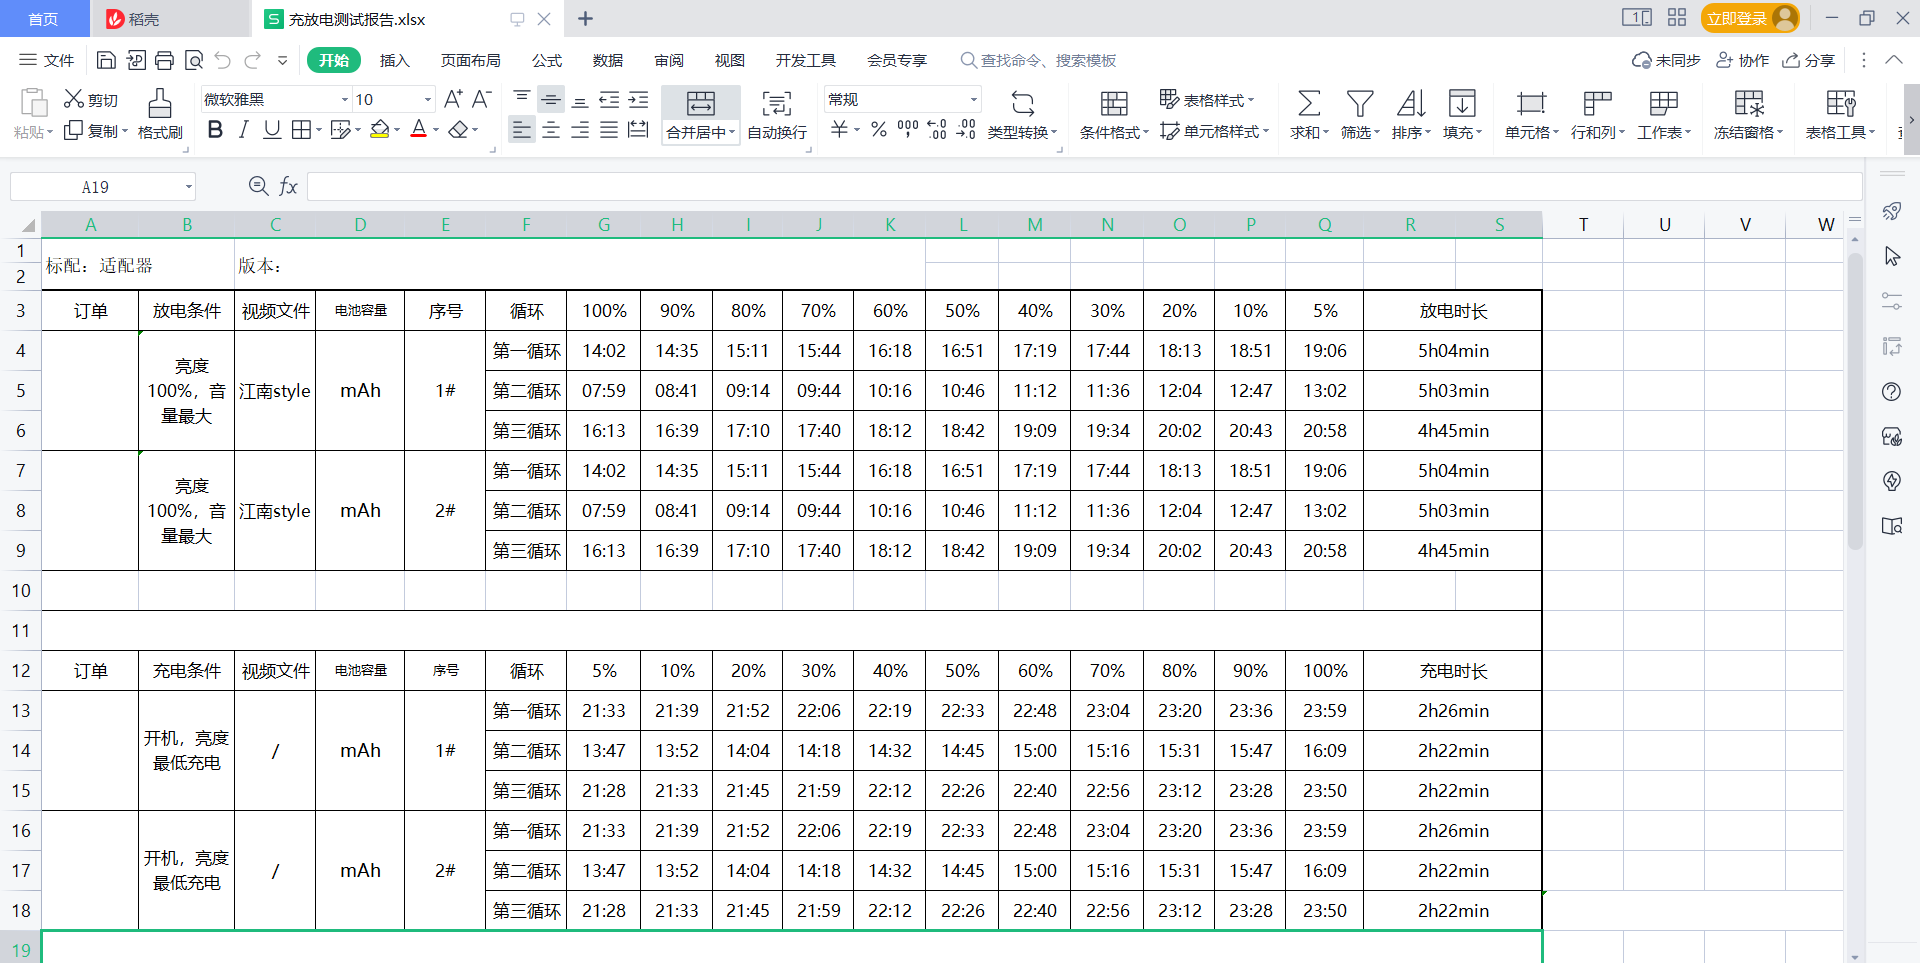 首页 稻壳 充放电测试报告.xlsx 1 立即登录
文件 开始 插入 页面布局 公式 数据 审阅 视图 开发工具 会员专享 查找命令、搜索模板 未同步 协作 分享
粘贴 剪切 复制 格式刷 微软雅黑 10 A+ A-
B I U A 合并居中 自动换行 常规 ¥ % 类型转换 条件格式 表格样式 单元格样式 求和 筛选 排序 填充 单元格 行和列 工作表 冻结窗格 表格工具
A19 fx
A B C D E F G H I J K L M N O P Q R S T U V W
1
2 标配：适配器 版本：
3 订单 放电条件 视频文件 电池容量 序号 循环 100% 90% 80% 70% 60% 50% 40% 30% 20% 10% 5% 放电时长
4 第一循环 14:02 14:35 15:11 15:44 16:18 16:51 17:19 17:44 18:13 18:51 19:06 5h04min
亮度
5 100%，音 江南style mAh 1# 第二循环 07:59 08:41 09:14 09:44 10:16 10:46 11:12 11:36 12:04 12:47 13:02 5h03min
量最大
6 第三循环 16:13 16:39 17:10 17:40 18:12 18:42 19:09 19:34 20:02 20:43 20:58 4h45min
7 第一循环 14:02 14:35 15:11 15:44 16:18 16:51 17:19 17:44 18:13 18:51 19:06 5h04min
亮度
8 100%，音 江南style mAh 2# 第二循环 07:59 08:41 09:14 09:44 10:16 10:46 11:12 11:36 12:04 12:47 13:02 5h03min
量最大
9 第三循环 16:13 16:39 17:10 17:40 18:12 18:42 19:09 19:34 20:02 20:43 20:58 4h45min
10
11
12 订单 充电条件 视频文件 电池容量 序号 循环 5% 10% 20% 30% 40% 50% 60% 70% 80% 90% 100% 充电时长
13 第一循环 21:33 21:39 21:52 22:06 22:19 22:33 22:48 23:04 23:20 23:36 23:59 2h26min
开机，亮度
14 / mAh 1# 第二循环 13:47 13:52 14:04 14:18 14:32 14:45 15:00 15:16 15:31 15:47 16:09 2h22min
最低充电
15 第三循环 21:28 21:33 21:45 21:59 22:12 22:26 22:40 22:56 23:12 23:28 23:50 2h22min
16 第一循环 21:33 21:39 21:52 22:06 22:19 22:33 22:48 23:04 23:20 23:36 23:59 2h26min
开机，亮度
17 / mAh 2# 第二循环 13:47 13:52 14:04 14:18 14:32 14:45 15:00 15:16 15:31 15:47 16:09 2h22min
最低充电
18 第三循环 21:28 21:33 21:45 21:59 22:12 22:26 22:40 22:56 23:12 23:28 23:50 2h22min
19